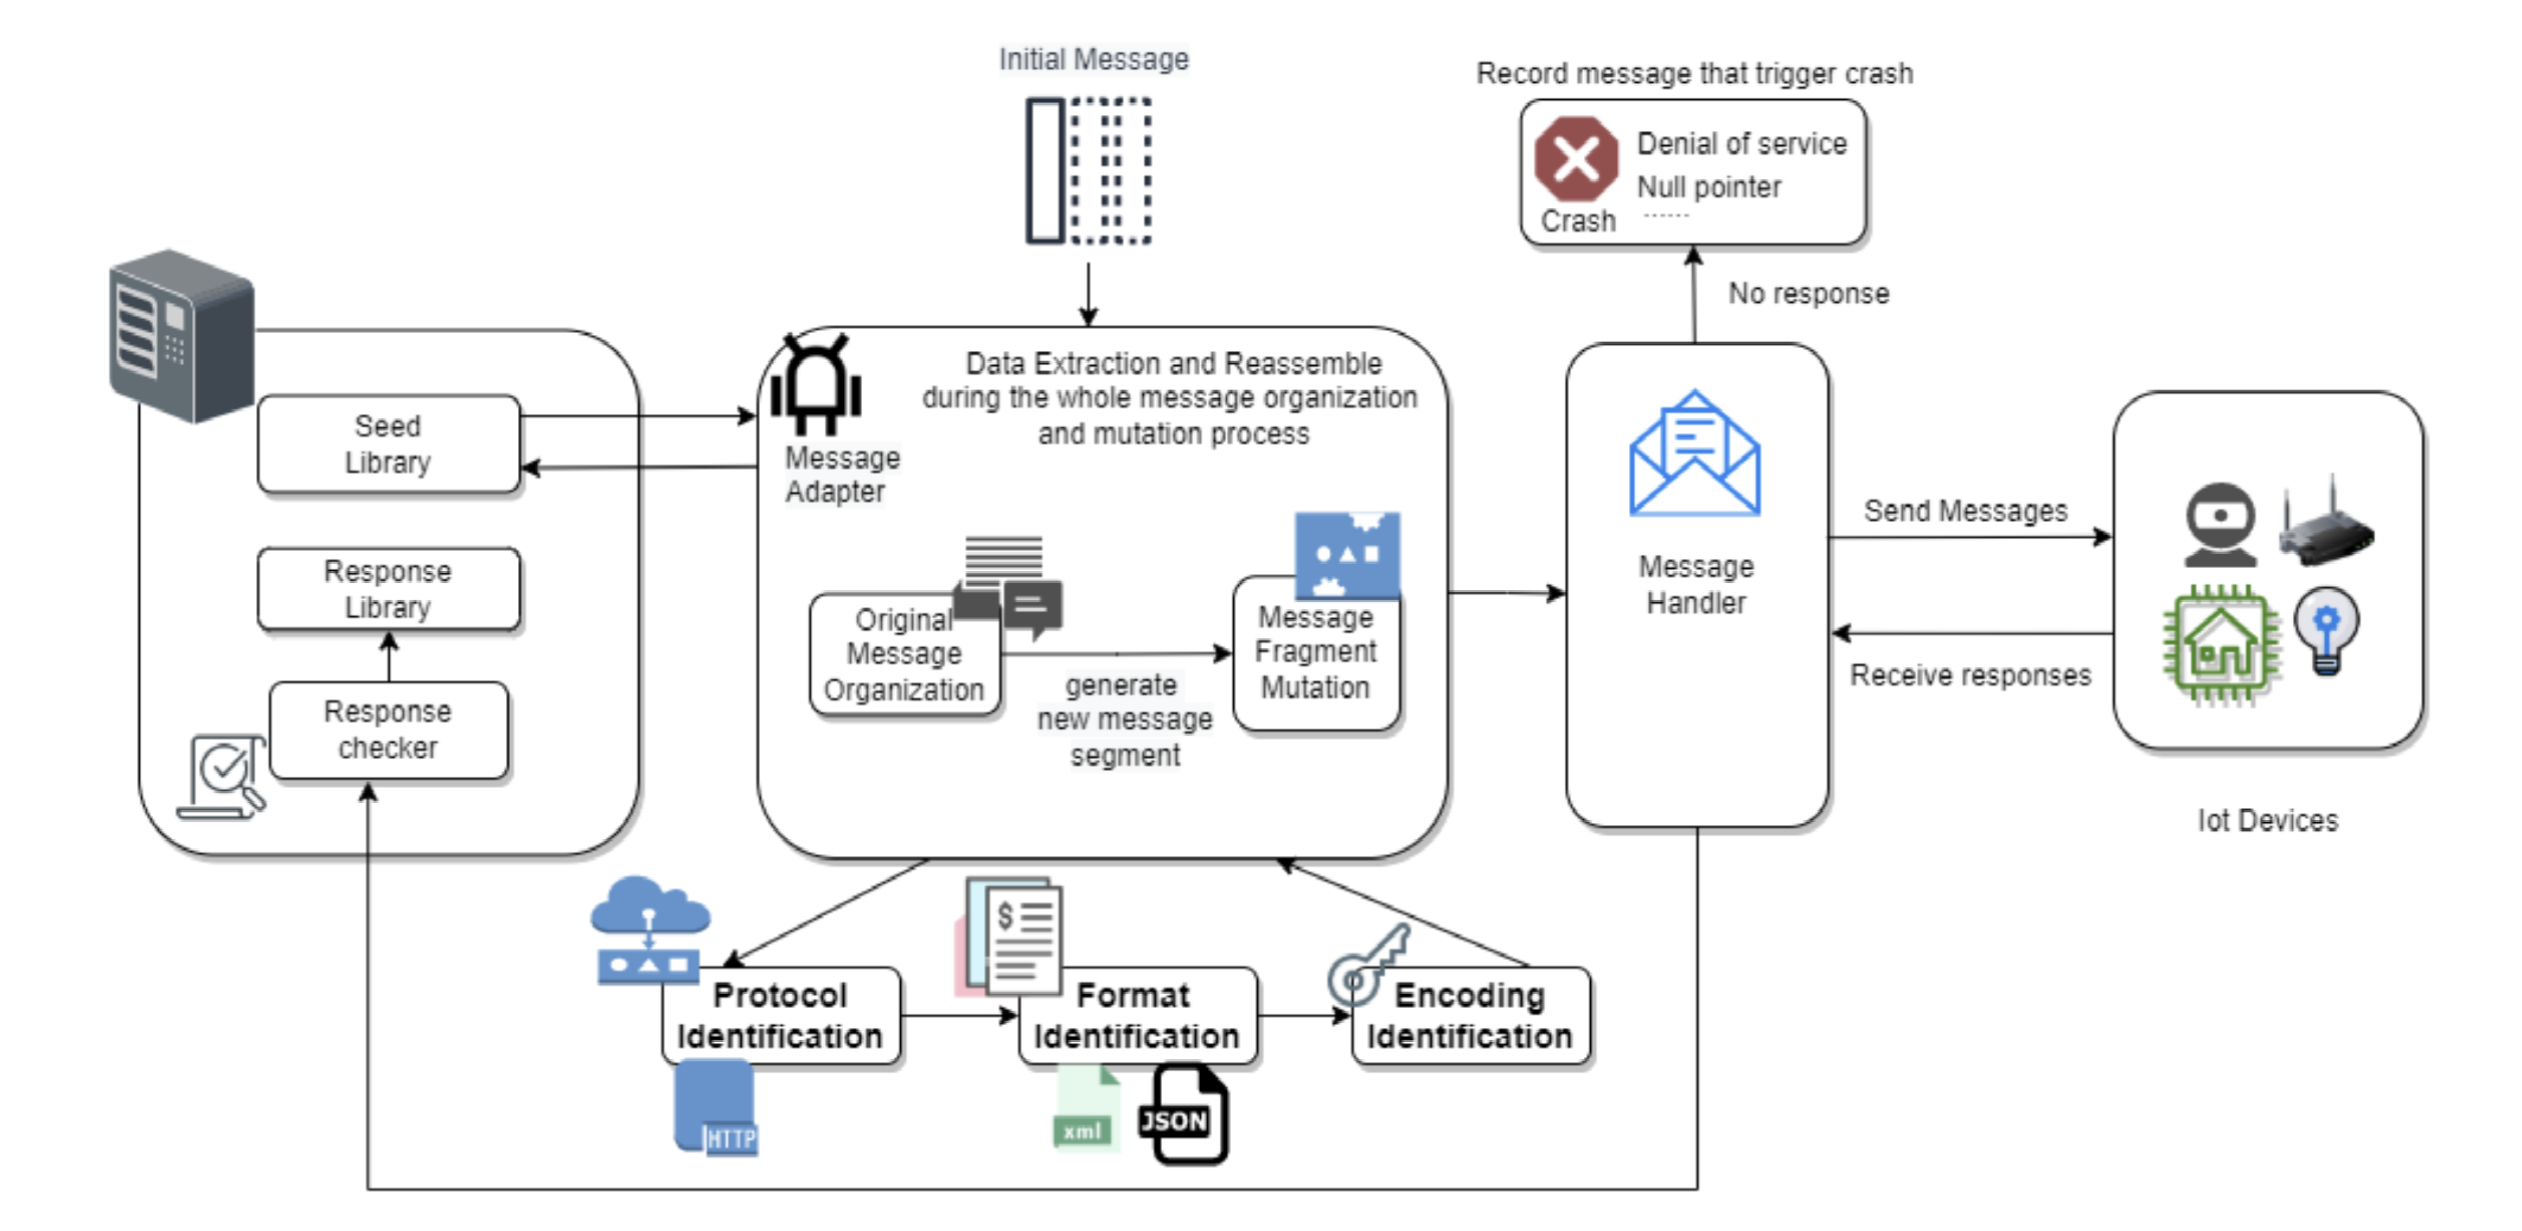 Initial Message
Record message that trigger crash
Denial of service
Null pointer
......
Crash
No response
Data Extraction and Reassemble
during the whole message organization
and mutation process
Seed
Library
Message
Adapter
Response
Library
Response
checker
Original
Message
Organization
generate
new message
segment
Message
Fragment
Mutation
Message
Handler
Send Messages
Receive responses
Iot Devices
Protocol
Identification
Format
Identification
Encoding
Identification
HTTP
xml
JSON
$